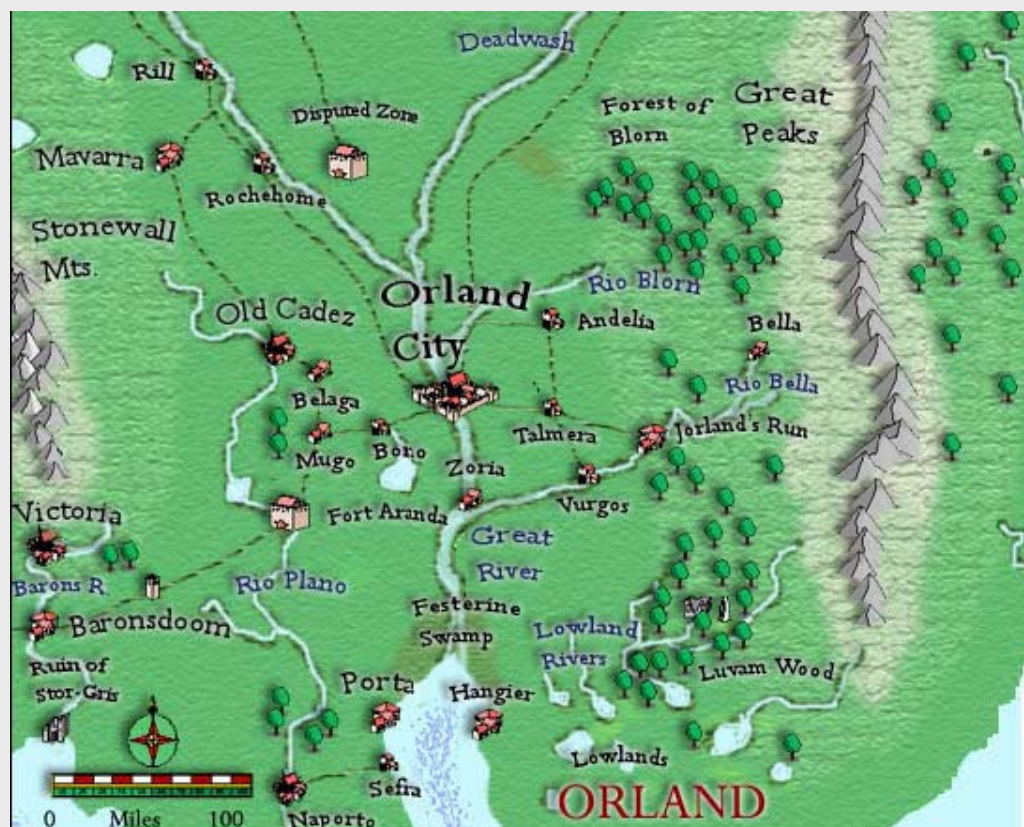 Deadwash
Rill
Disputed Zone
Forest of
Blorn
Great
Peaks
Mavarra
Rochehome
Stonewall
Mts.
Orland
City
Rio Blorn
Old Cadez
Andelia
Bella
Belaga
Rio Bella
Mugo
Bono
Talmera
Jorland's Run
Zoria
Vurgos
Victoria
Fort Aranda
Great
River
Barons R.
Rio Plano
Baronsdoom
Festerine
Swamp
Lowland
Rivers
Ruin of
Stor-Gris
Luvam Wood
Porta
Hangier
Lowlands
Sefia
ORLAND
0 Miles 100
Naporto